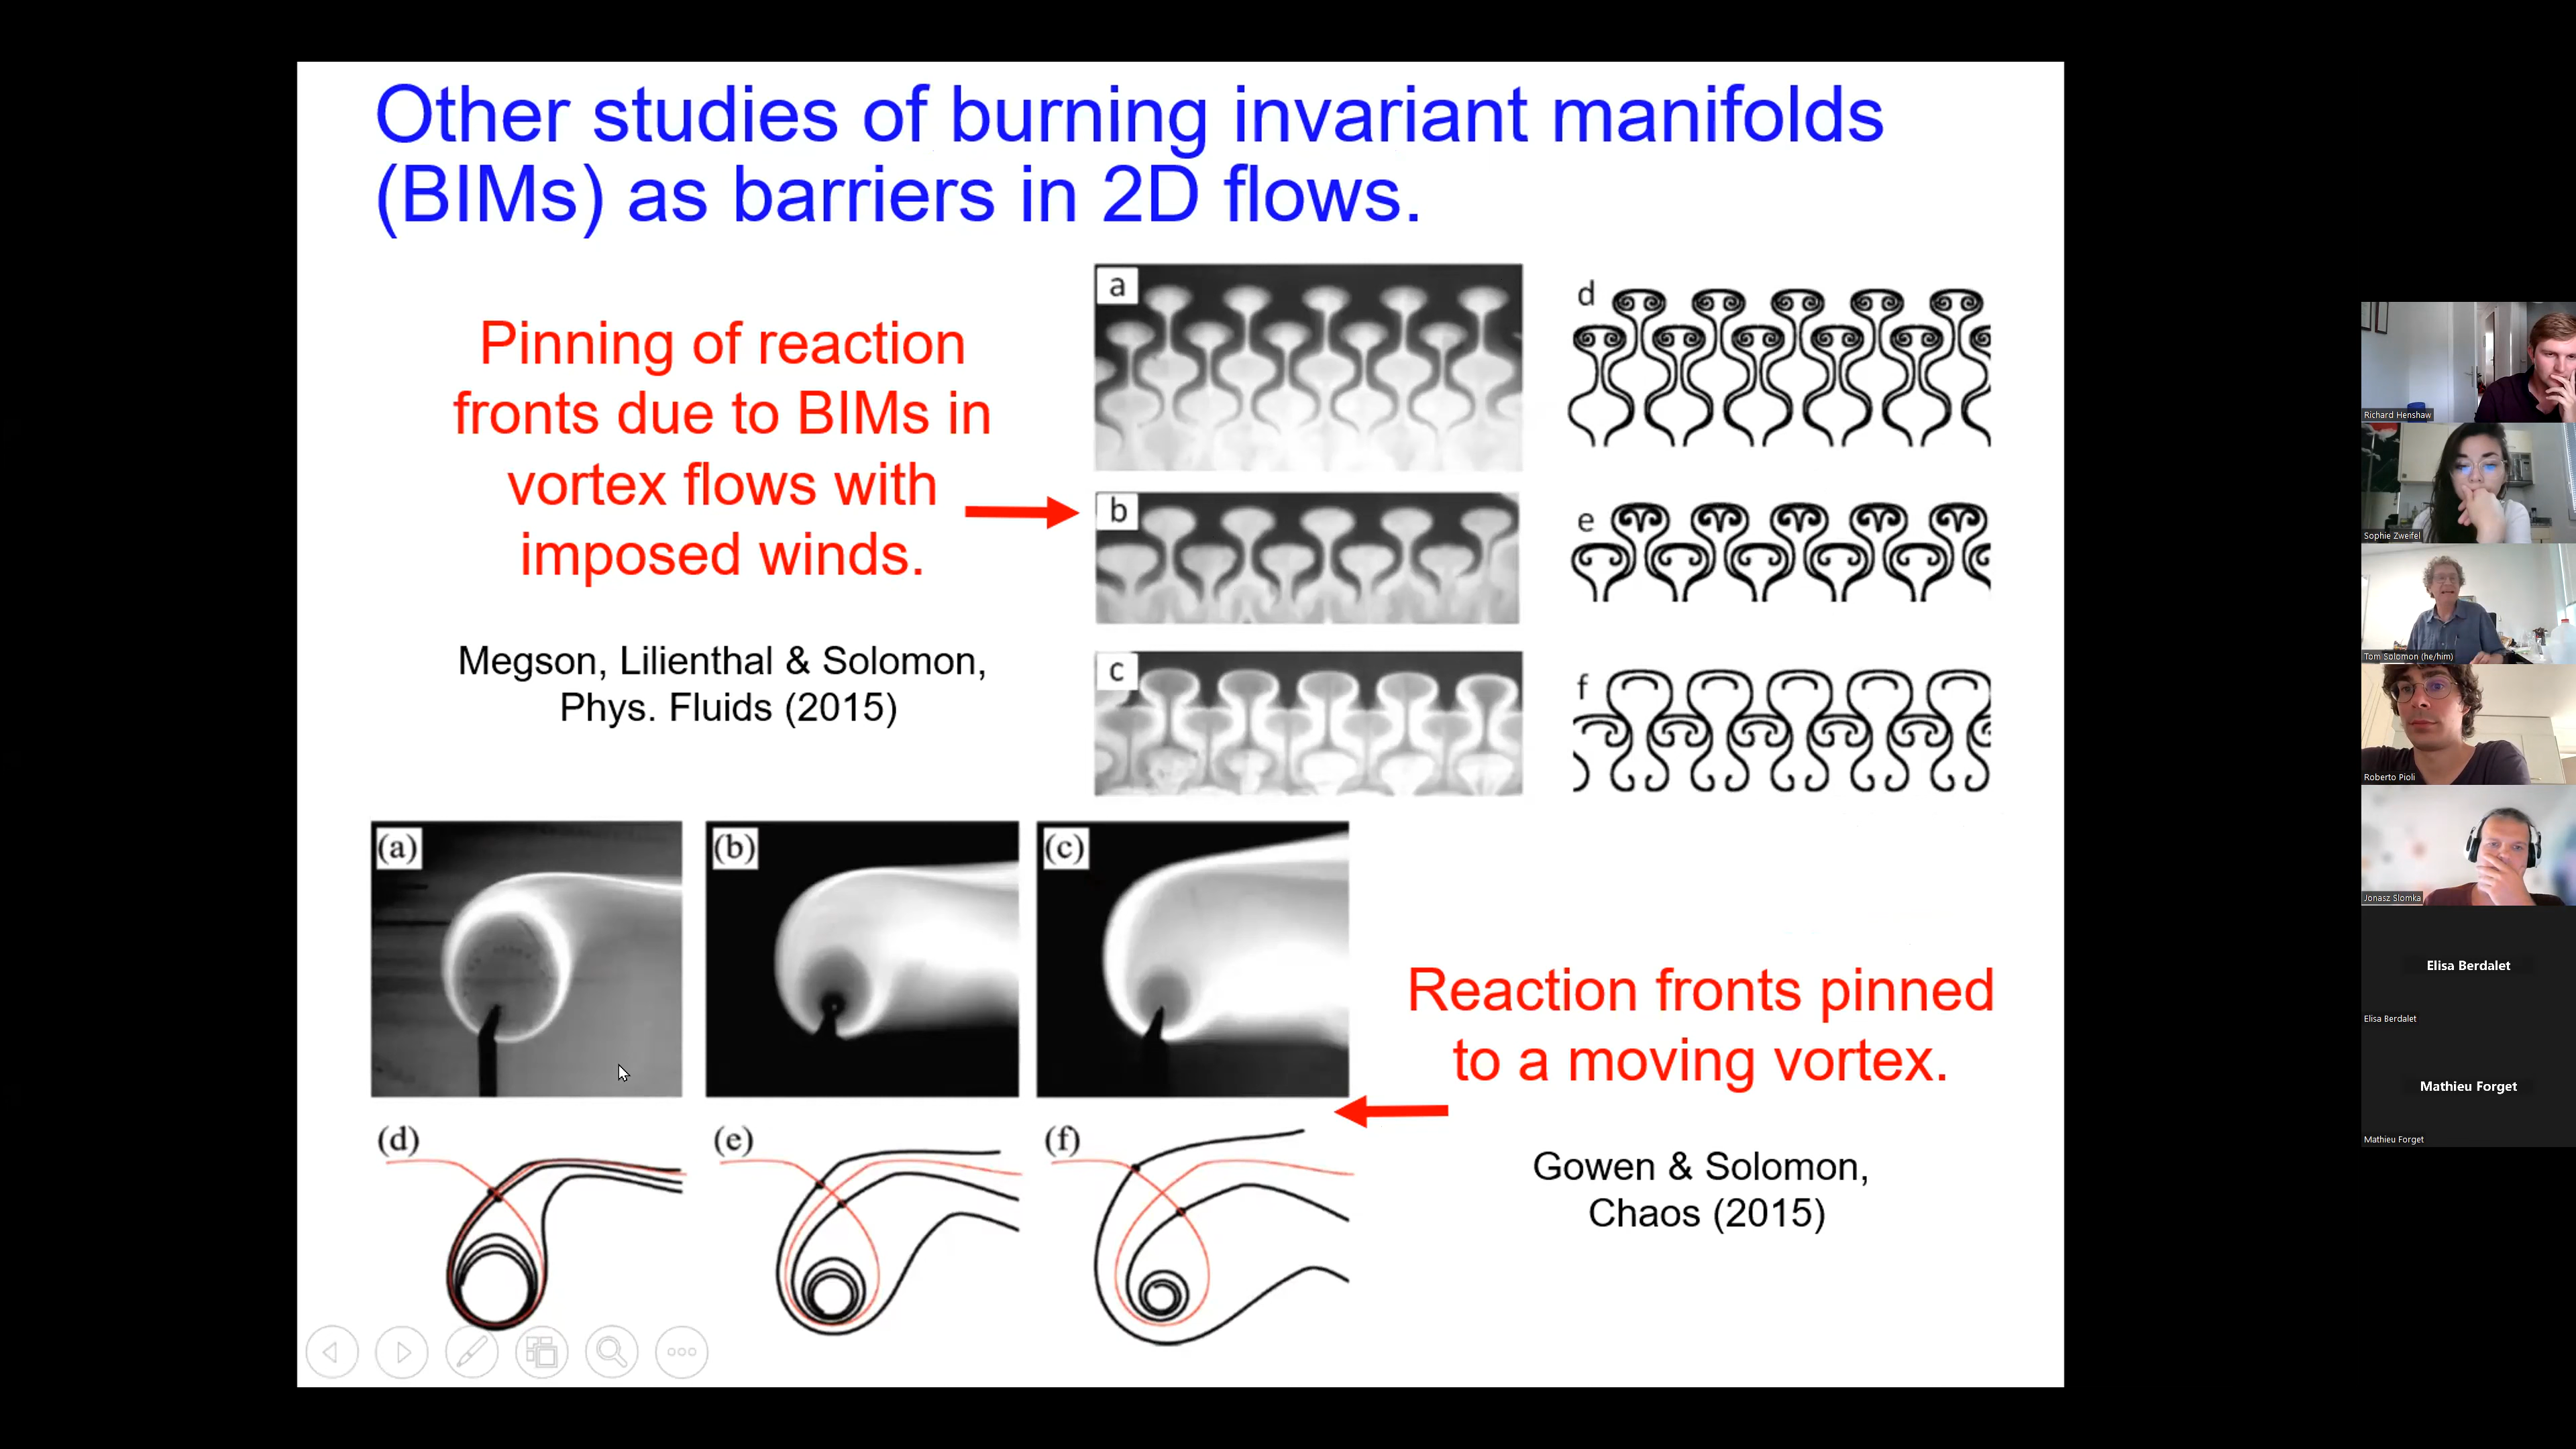 Other studies of burning invariant manifolds
(BIMs) as barriers in 2D flows.
Pinning of reaction
fronts due to BIMs in
vortex flows with
imposed winds.
Megson, Lilienthal & Solomon,
Phys. Fluids (2015)
a
d
b
e
c
f
(a)
(b)
(c)
(d)
(e)
(f)
Reaction fronts pinned
to a moving vortex.
Gowen & Solomon,
Chaos (2015)
Richard Henshaw
Sophie Zweifel
Tom Solomon (he/him)
Roberto Pioli
Jonasz Slomka
Elisa Berdalet
Elisa Berdalet
Mathieu Forget
Mathieu Forget